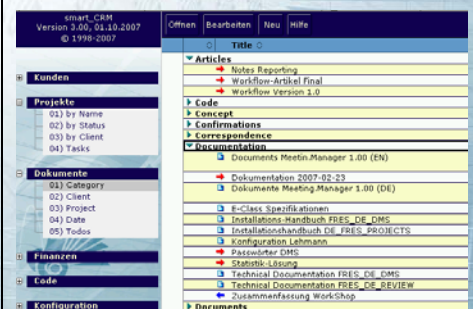 smart_CRM
Version 3.00, 01.10.2007
© 1998-2007
Kunden
Projekte
01) by Name
02) by Status
03) by Client
04) Tasks
Dokumente
01) Category
02) Client
03) Project
04) Date
05) Todos
Finanzen
Code
Konfiguration
Öffnen Bearbeiten Neu Hilfe
Title
Articles
Notes Reporting
Workflow-Artikel Final
Workflow Version 1.0
Code
Concept
Confirmations
Correspondence
Documentation
Documents Meetin.Manager 1.00 (EN)
Dokumentation 2007-02-23
Dokumente Meeting.Manager 1.00 (DE)
E-Class Spezifikationen
Installations-Handbuch FRES_DE_DMS
Installationshandbuch DE_FRES_PROJECTS
Konfiguration Lehmann
Passwörter DMS
Statistik-Lösung
Technical Documentation FRES_DE_DMS
Technical Documentation FRES_DE_REVIEW
Zusammenfassung WorkShop
Documents